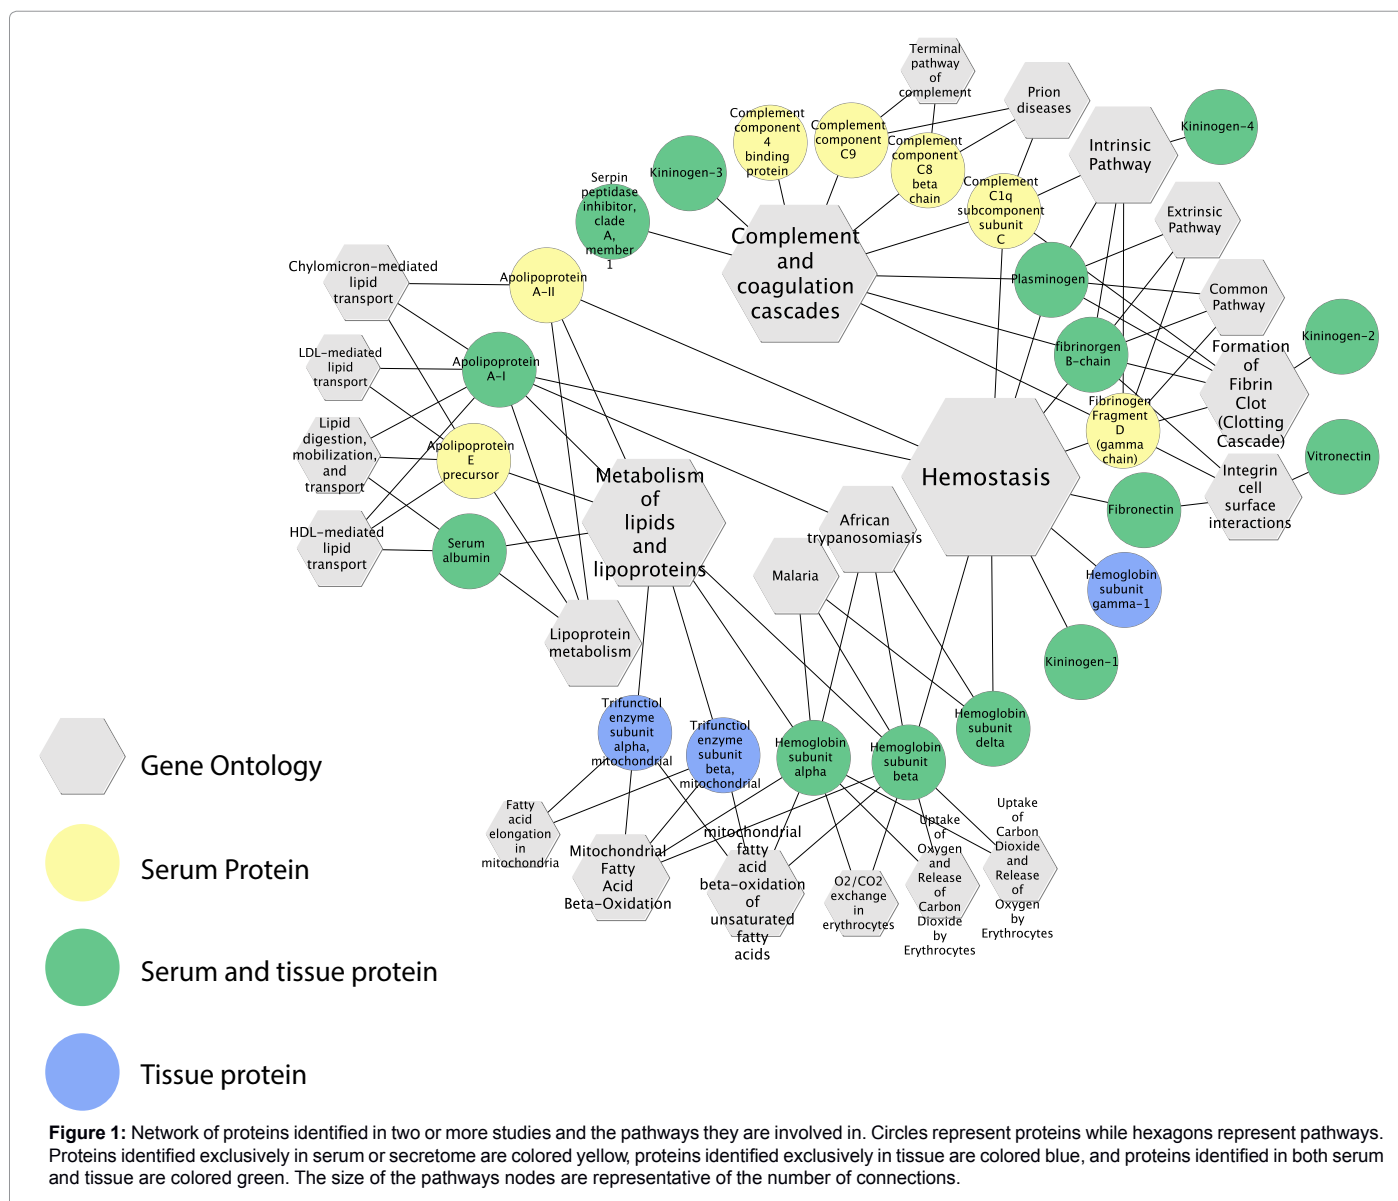 Terminal
pathway
of
complement
Prion
diseases
Intrinsic
Pathway
Kininogen-4
Complement
component
4
binding
protein
Complement
component
C9
Complement
component
C8
beta
chain
Complement
C1q
subcomponent
subunit
C
Kininogen-3
Serpin
peptidase
inhibitor,
clade
A,
member
1
Extrinsic
Pathway
Complement
and
coagulation
cascades
Plasminogen
Common
Pathway
Chylomicron-mediated
lipid
transport
Apolipoprotein
A-II
fibrinorgen
B-chain
Kininogen-2
Formation
of
Fibrin
Clot
(Clotting
Cascade)
LDL-mediated
lipid
transport
Apolipoprotein
A-I
Fibrinogen
Fragment
D
(gamma
chain)
Lipid
digestion,
mobilization,
and
transport
Apolipoprotein
E
precursor
Vitronectin
Hemostasis
Integrin
cell
surface
interactions
Metabolism
of
lipids
and
lipoproteins
African
trypanosomiasis
Fibronectin
HDL-mediated
lipid
transport
Serum
albumin
Malaria
Hemoglobin
subunit
gamma-1
Lipoprotein
metabolism
Kininogen-1
Trifunctiol
enzyme
subunit
alpha,
mitochondrial
Trifunctiol
enzyme
subunit
beta,
mitochondrial
Hemoglobin
subunit
alpha
Hemoglobin
subunit
beta
Hemoglobin
subunit
delta
Fatty
acid
elongation
in
mitochondria
Mitochondrial
Fatty
Acid
Beta-Oxidation
mitochondrial
fatty
acid
beta-oxidation
of
unsaturated
fatty
acids
O2/CO2
exchange
in
erythrocytes
Uptake
of
Oxygen
and
Release
of
Carbon
Dioxide
by
Erythrocytes
Uptake
of
Carbon
Dioxide
and
Release
of
Oxygen
by
Erythrocytes
Gene Ontology
Serum Protein
Serum and tissue protein
Tissue protein
Figure 1: Network of proteins identified in two or more studies and the pathways they are involved in. Circles represent proteins while hexagons represent pathways.
Proteins identified exclusively in serum or secretome are colored yellow, proteins identified exclusively in tissue are colored blue, and proteins identified in both serum
and tissue are colored green. The size of the pathways nodes are representative of the number of connections.